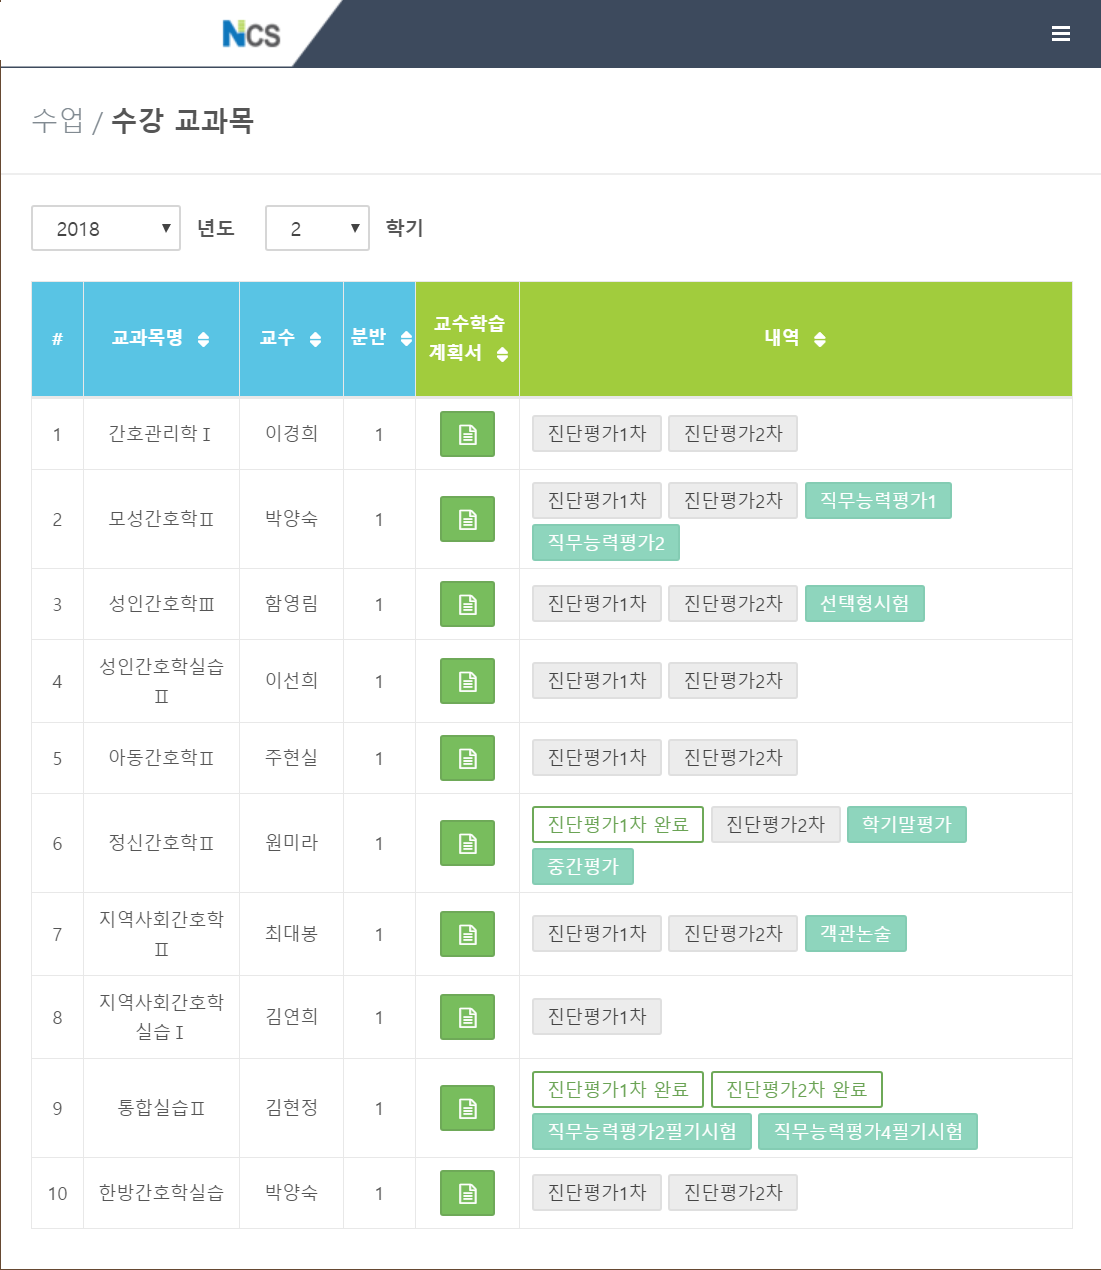 NCS
수업 / 수강 교과목
2018 년도 2 학기
# 교과목명 교수 분반 교수학습 계획서 내역
1 간호관리학Ⅰ 이경희 1 진단평가1차 진단평가2차
2 모성간호학Ⅱ 박양숙 1 진단평가1차 진단평가2차 직무능력평가1
직무능력평가2
3 성인간호학Ⅲ 함영림 1 진단평가1차 진단평가2차 선택형시험
4 성인간호학실습
Ⅱ 이선희 1 진단평가1차 진단평가2차
5 아동간호학Ⅱ 주현실 1 진단평가1차 진단평가2차
6 정신간호학Ⅱ 원미라 1 진단평가1차 완료 진단평가2차 학기말평가
중간평가
7 지역사회간호학
Ⅱ 최대봉 1 진단평가1차 진단평가2차 객관논술
8 지역사회간호학
실습Ⅰ 김연희 1 진단평가1차
9 통합실습Ⅱ 김현정 1 진단평가1차 완료 진단평가2차 완료
직무능력평가2필기시험 직무능력평가4필기시험
10 한방간호학실습 박양숙 1 진단평가1차 진단평가2차